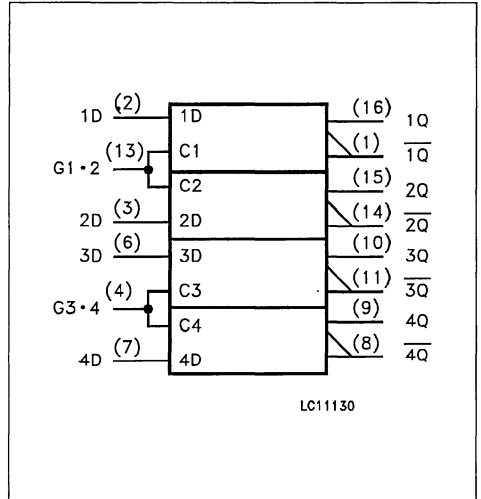 1D (2) 1D (16) 1Q
G1•2 (13) C1 (1) 1Q̅
C2 (15) 2Q
2D (3) 2D (14) 2Q̅
3D (6) 3D (10) 3Q
G3•4 (4) C3 (11) 3Q̅
C4 (9) 4Q
4D (7) 4D (8) 4Q̅
LC11130